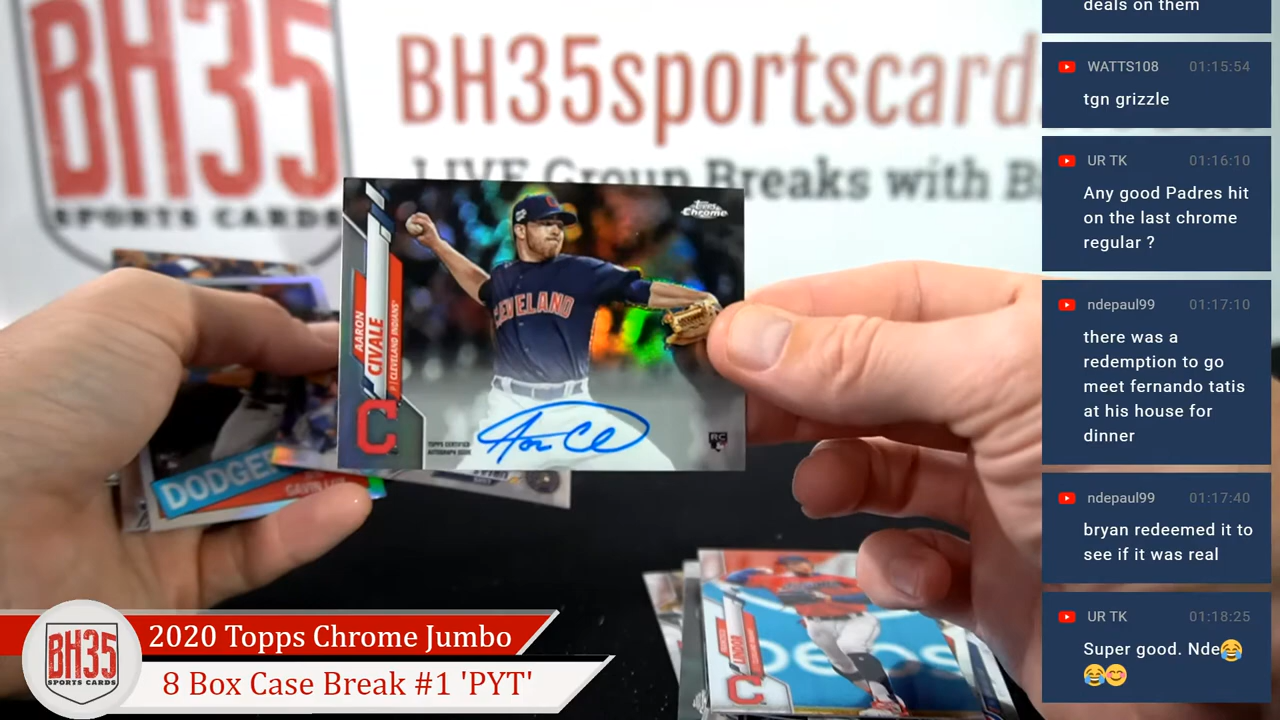 BH35
SPORTS CARDS
BH35sportscards
LIVE Group Breaks with B
Topps
Chrome
AARON
CIVALE
P | CLEVELAND INDIANS
CLEVELAND
C
TOPPS CERTIFIED
AUTOGRAPH ISSUE
RC
DODGE
GAVIN LU
LINDOR
C
BH35
SPORTS CARDS
2020 Topps Chrome Jumbo
8 Box Case Break #1 'PYT'
deals on them
WATTS108 01:15:54
tgn grizzle
UR TK 01:16:10
Any good Padres hit
on the last chrome
regular ?
ndepaul99 01:17:10
there was a
redemption to go
meet fernando tatis
at his house for
dinner
ndepaul99 01:17:40
bryan redeemed it to
see if it was real
UR TK 01:18:25
Super good. Nde😂
😂😊